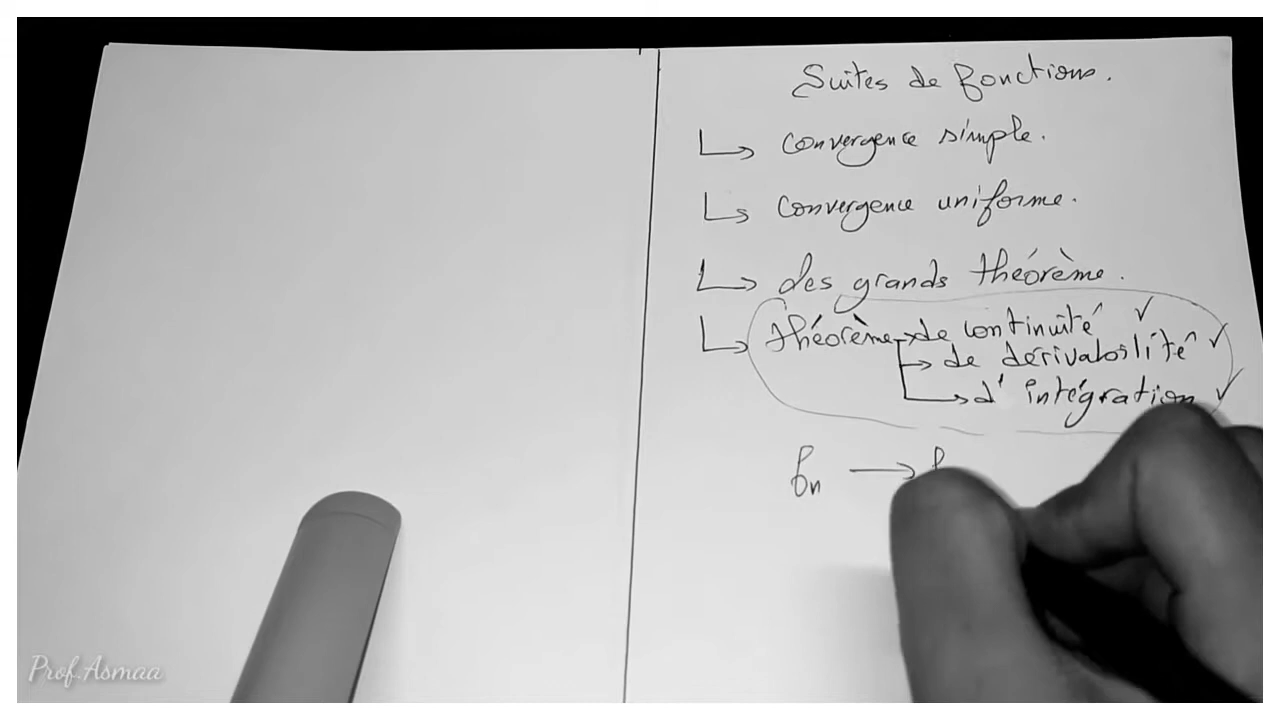 Suites de fonctions.
↳ convergence simple.
↳ convergence uniforme.
↳ des grands théorème.
↳ théorème → de continuité ✓
→ de dérivabilité ✓
→ d'intégration ✓
fn → f
Prof.Asmaa